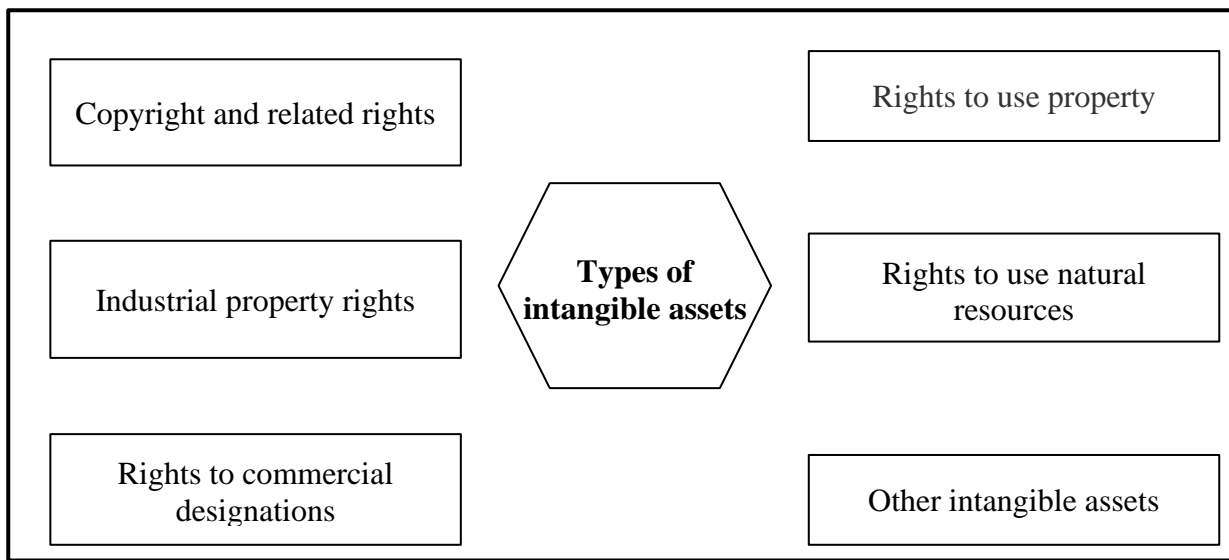 Copyright and related rights
Industrial property rights
Rights to commercial
designations
Types of
intangible assets
Rights to use property
Rights to use natural
resources
Other intangible assets